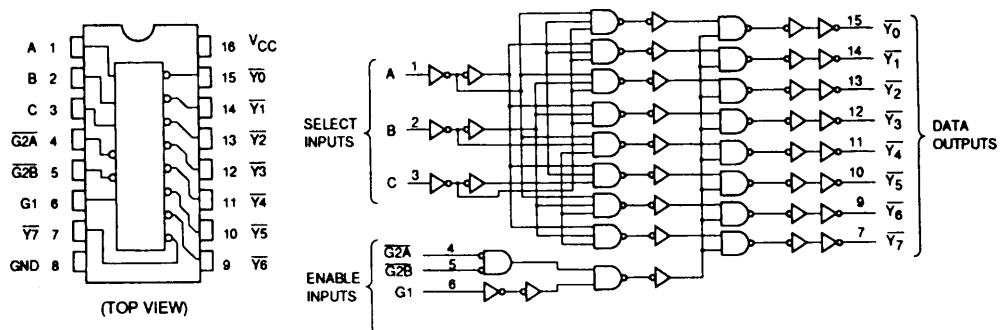 A 1
B 2
C 3
G2A 4
G2B 5
G1 6
Y7 7
GND 8
16 VCC
15 Y0
14 Y1
13 Y2
12 Y3
11 Y4
10 Y5
9 Y6
(TOP VIEW)
SELECT
INPUTS
A 1
B 2
C 3
ENABLE
INPUTS
G2A 4
G2B 5
G1 6
15 Y0
14 Y1
13 Y2
12 Y3
11 Y4
10 Y5
9 Y6
7 Y7
DATA
OUTPUTS